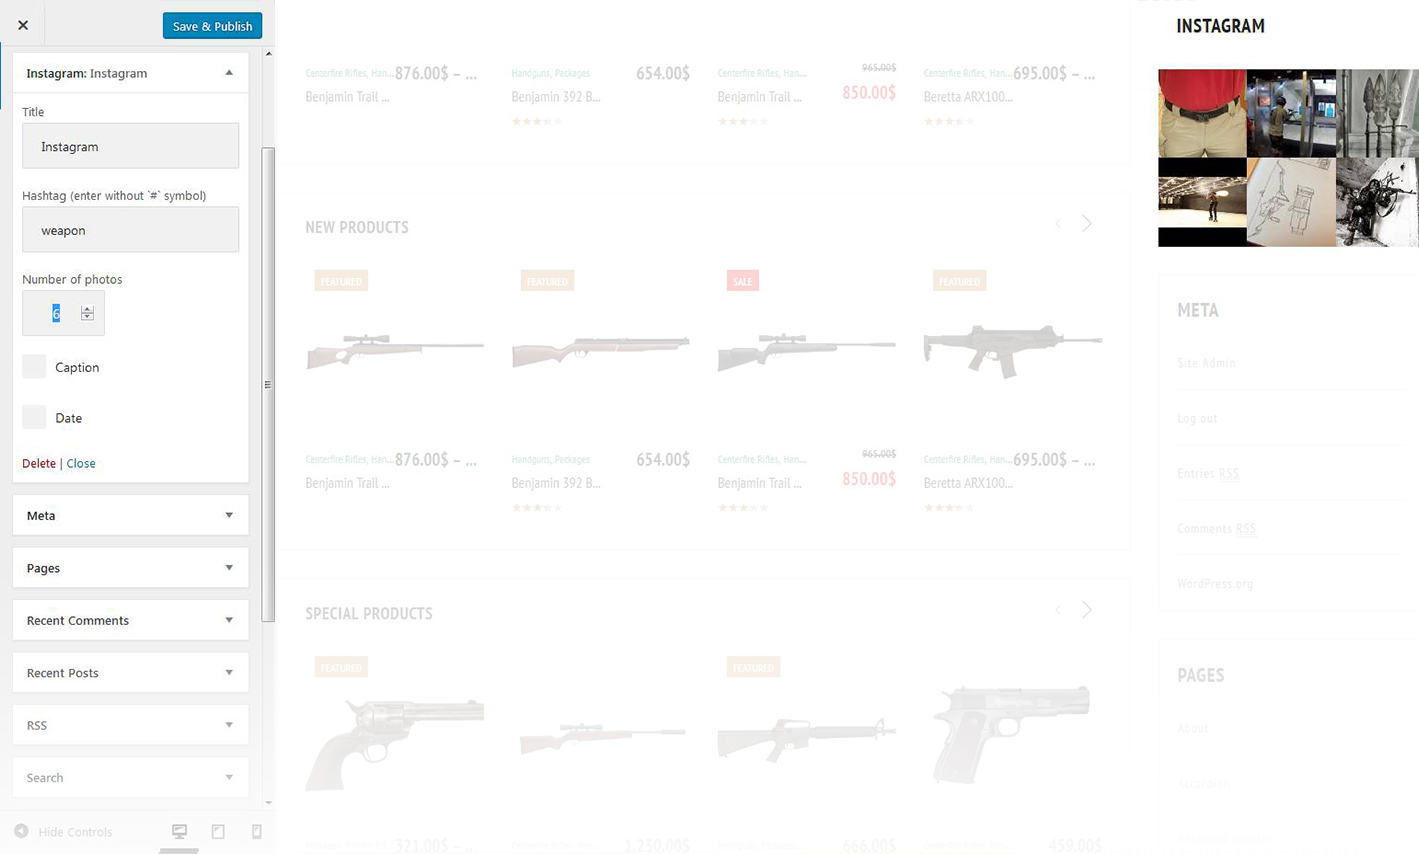 Save & Publish
Instagram: Instagram
Title
Instagram
Hashtag (enter without `#` symbol)
weapon
Number of photos
6
Caption
Date
Delete | Close
Meta
Pages
Recent Comments
Recent Posts
RSS
Search
Hide Controls
Centerfire Rifles, Han... 876.00$ – ...
Benjamin Trail ...
Handguns, Packages 654.00$
Benjamin 392 B...
Centerfire Rifles, Han... 965.00$
850.00$
Benjamin Trail ...
Centerfire Rifles, Han... 695.00$ – ...
Beretta ARX100...
NEW PRODUCTS
FEATURED
FEATURED
SALE
FEATURED
Centerfire Rifles, Han... 876.00$ – ...
Benjamin Trail ...
Handguns, Packages 654.00$
Benjamin 392 B...
Centerfire Rifles, Han... 965.00$
850.00$
Benjamin Trail ...
Centerfire Rifles, Han... 695.00$ – ...
Beretta ARX100...
SPECIAL PRODUCTS
FEATURED
FEATURED
321.00$ – ...
1,230.00$
666.00$
459.00$
INSTAGRAM
META
Site Admin
Log out
Entries RSS
Comments RSS
WordPress.org
PAGES
About
Accordion